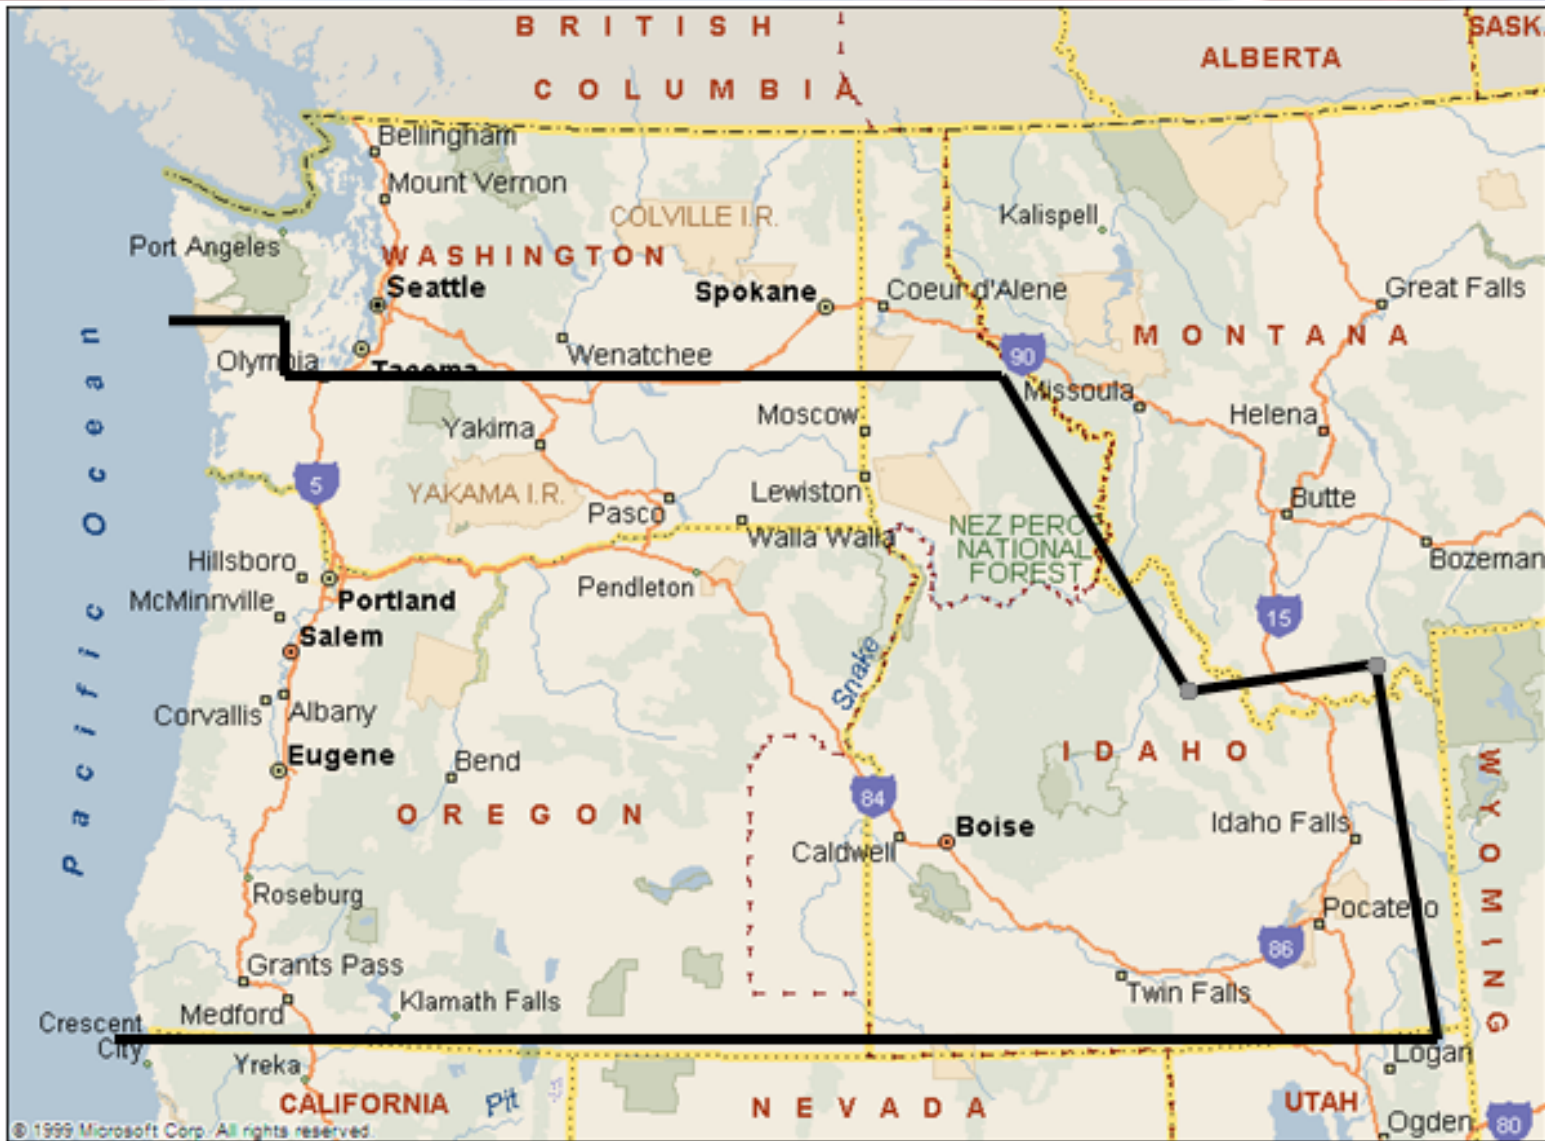 BRITISH
COLUMBIA
ALBERTA
SASK.
Bellingham
Mount Vernon
COLVILLE I.R.
Kalispell
Port Angeles
WASHINGTON
Seattle
Spokane
Coeur d'Alene
Great Falls
MONTANA
Olympia
Tacoma
Wenatchee
90
Missoula
Moscow
Helena
Yakima
5
YAKAMA I.R.
Lewiston
Pasco
Butte
NEZ PERC
NATIONAL
FOREST
Walla Walla
Bozeman
Hillsboro
Pendleton
McMinnville
Portland
15
Salem
Snake
Pacific Ocean
Corvallis
Albany
Eugene
Bend
IDAHO
WYOMING
OREGON
84
Boise
Idaho Falls
Caldwell
Roseburg
Pocatello
86
Grants Pass
Twin Falls
Medford
Klamath Falls
Crescent
City
Yreka
Logan
CALIFORNIA
Pit
NEVADA
UTAH
Ogden
80
© 1999 Microsoft Corp. All rights reserved.